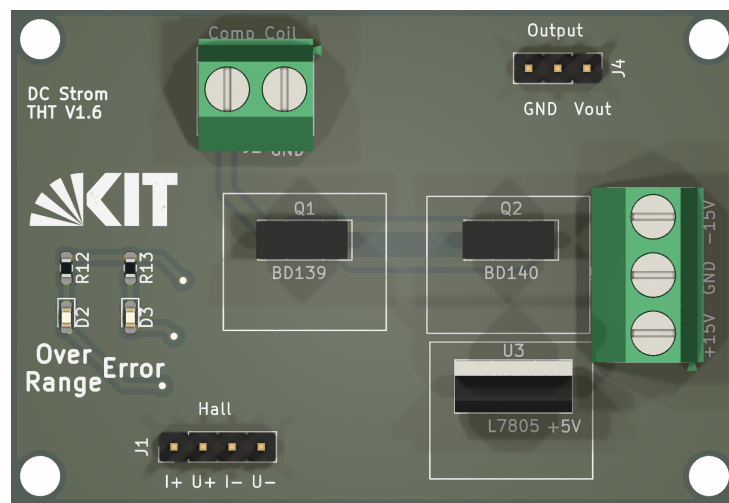 Comp Coil
Output
J4
GND Vout
DC Strom
THT V1.6
GND
KIT
Q1
BD139
Q2
BD140
-15V
GND
+15V
R12
R13
D2
D3
Over
Range
Error
U3
L7805 +5V
Hall
J1
I+ U+ I- U-